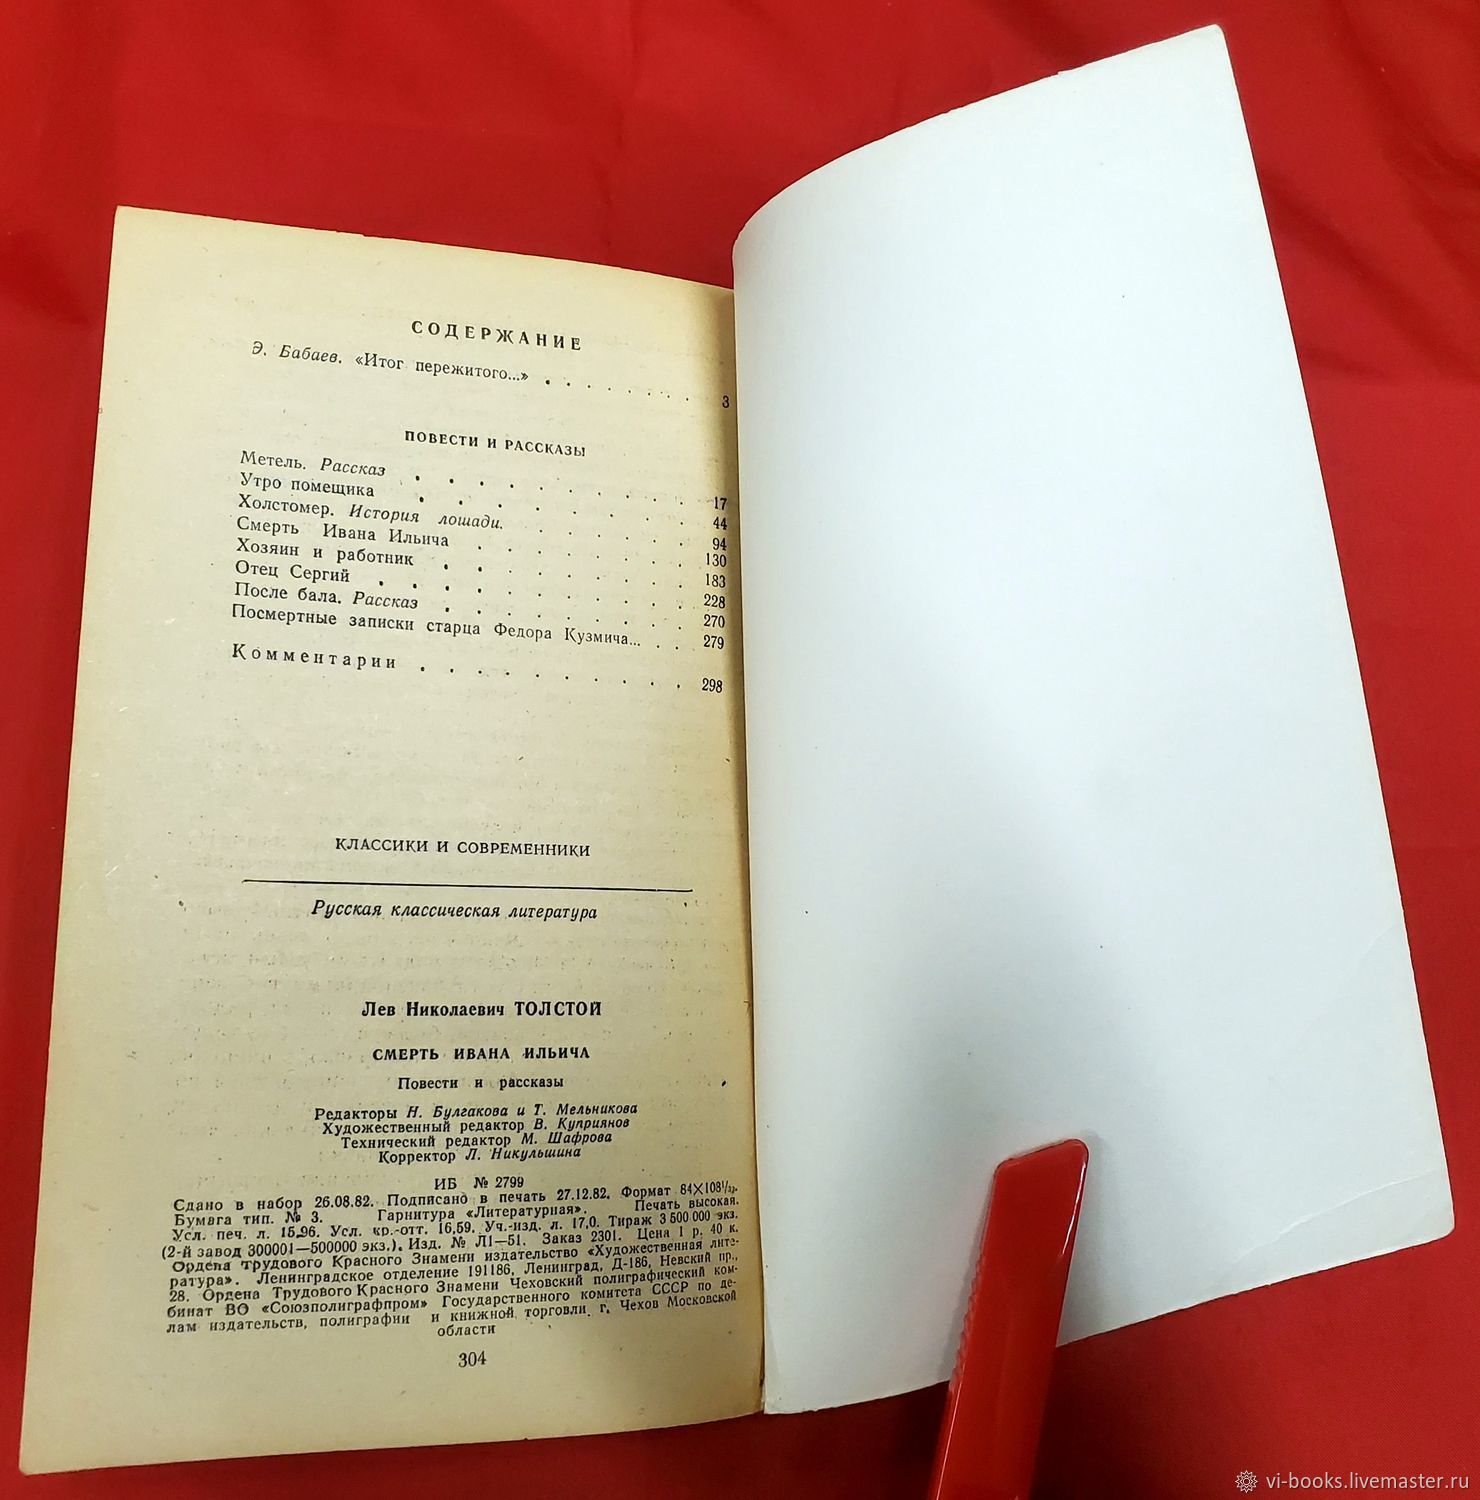 СОДЕРЖАНИЕ
Э. Бабаев. «Итог пережитого...» . . . . . . . . 3
ПОВЕСТИ И РАССКАЗЫ
Метель. Рассказ . . . . . . . . . 17
Утро помещика . . . . . . . . . 44
Холстомер. История лошади. . . . . . . 94
Смерть Ивана Ильича . . . . . . . 130
Хозяин и работник . . . . . . . . 183
Отец Сергий . . . . . . . . . . 228
После бала. Рассказ . . . . . . . . 270
Посмертные записки старца Федора Кузмича... . . 279
Комментарии . . . . . . . . . . 298
КЛАССИКИ И СОВРЕМЕННИКИ
Русская классическая литература
Лев Николаевич ТОЛСТОЙ
СМЕРТЬ ИВАНА ИЛЬИЧА
Повести и рассказы
Редакторы Н. Булгакова и Т. Мельникова
Художественный редактор В. Куприянов
Технический редактор М. Шафрова
Корректор Л. Никульшина
ИБ № 2799
Сдано в набор 26.08.82. Подписано в печать 27.12.82. Формат 84×108¹/₃₂.
Бумага тип. № 3. Гарнитура «Литературная». Печать высокая.
Усл. печ. л. 15,96. Усл. кр.-отт. 16,59. Уч.-изд. л. 17,0. Тираж 3 500 000 экз.
(2-й завод 300001—500000 экз.). Изд. № Л1—51. Заказ 2301. Цена 1 р. 40 к.
Ордена Трудового Красного Знамени издательство «Художественная лите-
ратура». Ленинградское отделение 191186, Ленинград, Д-186, Невский пр.,
28. Ордена Трудового Красного Знамени Чеховский полиграфический ком-
бинат ВО «Союзполиграфпром» Государственного комитета СССР по де-
лам издательств, полиграфии и книжной торговли. г. Чехов Московской
области
304
vi-books.livemaster.ru